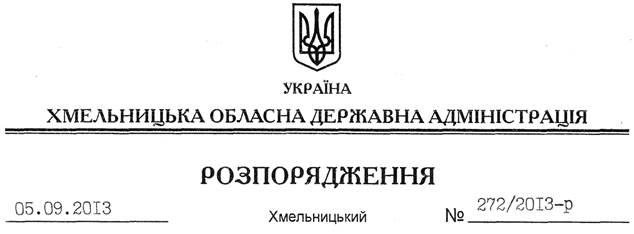 УКРАЇНА
ХМЕЛЬНИЦЬКА ОБЛАСНА ДЕРЖАВНА АДМІНІСТРАЦІЯ
РОЗПОРЯДЖЕННЯ
05.09.2013 Хмельницький № 272/2013-р